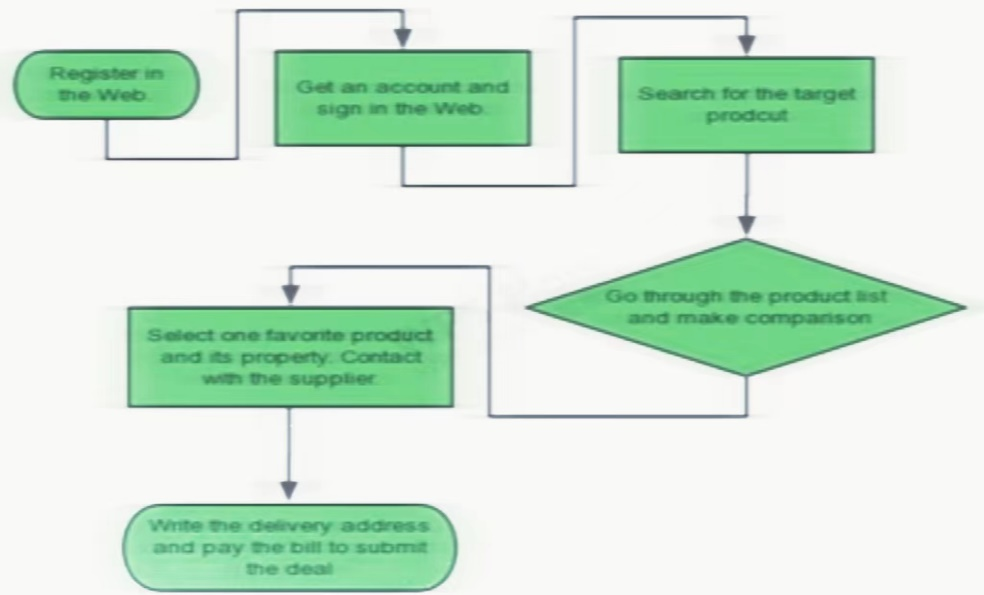 Register in
the Web.
Get an account and
sign in the Web.
Search for the target
prodcut
Go through the product list
and make comparison
Select one favorite product
and its property. Contact
with the supplier
Write the delivery address
and pay the bill to submit
the deal